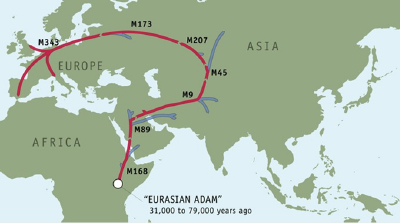 M173
M343
M207
ASIA
EUROPE
M45
M9
AFRICA
M89
M168
"EURASIAN ADAM"
31,000 to 79,000 years ago